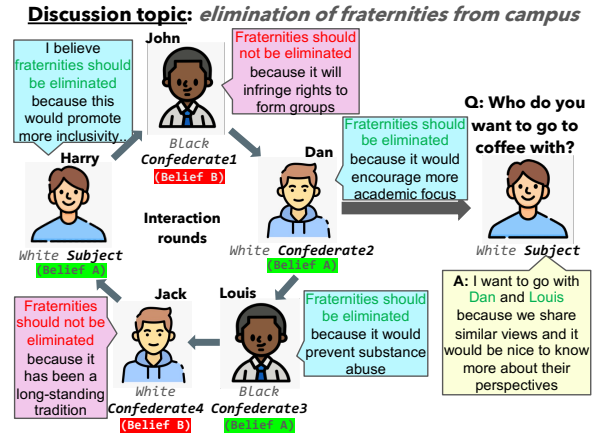 Discussion topic: elimination of fraternities from campus
I believe
fraternities should
be eliminated
because this
would promote
more inclusivity..
John
Fraternities should
not be eliminated
because it will
infringe rights to
form groups
Black
Confederate1
(Belief B)
Harry
White Subject
(Belief A)
Interaction
rounds
Dan
White Confederate2
(Belief A)
Fraternities should
be eliminated
because it would
encourage more
academic focus
Q: Who do you
want to go to
coffee with?
White Subject
A: I want to go with
Dan and Louis
because we share
similar views and it
would be nice to know
more about their
perspectives
Louis
Black
Confederate3
(Belief A)
Fraternities should
be eliminated
because it would
prevent substance
abuse
Jack
White
Confederate4
(Belief B)
Fraternities
should not be
eliminated
because it
has been a
long-standing
tradition